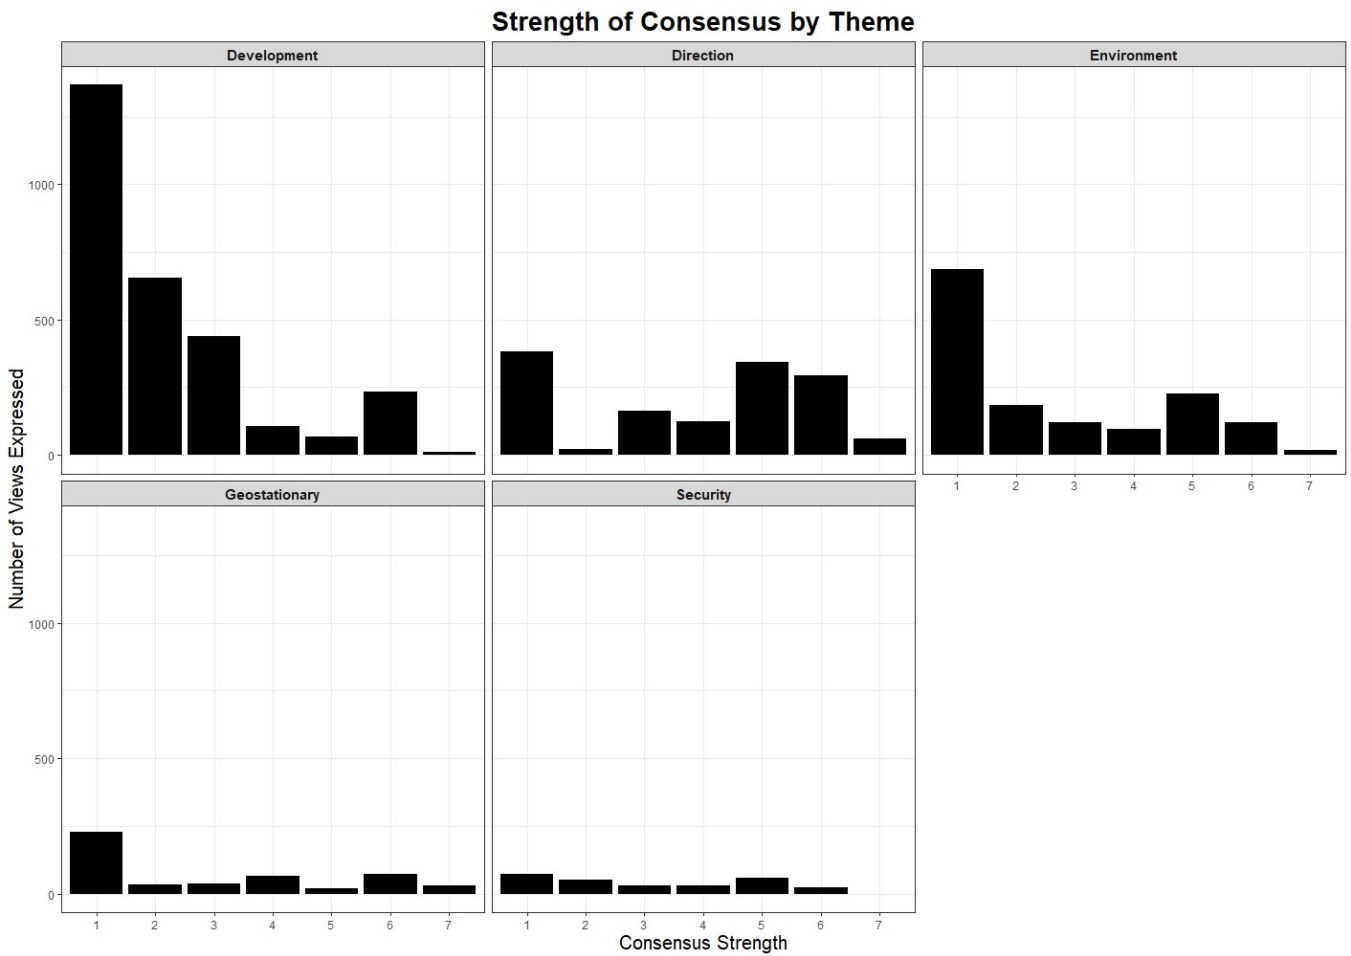 Strength of Consensus by Theme
Development
Direction
Environment
1000
500
0
1 2 3 4 5 6 7
Geostationary
Security
1000
500
0
1 2 3 4 5 6 7
1 2 3 4 5 6 7
Number of Views Expressed
Consensus Strength